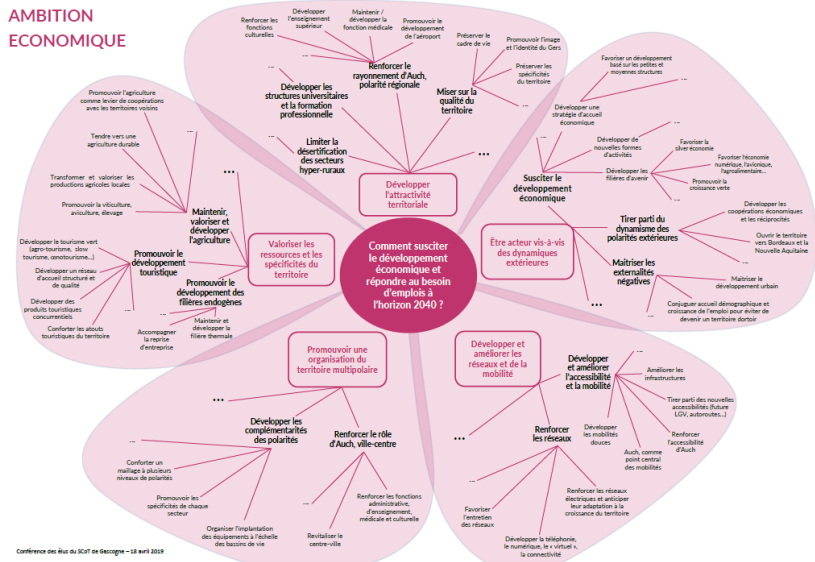 AMBITION
ECONOMIQUE
Renforcer les
fonctions
culturelles
Développer
l'enseignement
supérieur
Maintenir /
développer la
fonction médicale
Promouvoir le
développement
de l'aéroport
...
Renforcer le
rayonnement d'Auch,
polarité régionale
Développer les
structures universitaires
et la formation
professionnelle
...
Limiter la
désertification
des secteurs
hyper-ruraux
...
Préserver le
cadre de vie
Promouvoir l'image
et l'identité du Gers
Préserver les
spécificités
du territoire
...
Miser sur la
qualité du
territoire
...
Développer
l'attractivité
territoriale
Favoriser un développement
basé sur les petites et
moyennes structures
...
Développer une
stratégie d'accueil
économique
...
Développer de
nouvelles formes
d'activités
...
Développer les
filières d'avenir
Favoriser la
silver économie
Favoriser l'économie
numérique, l'avionique,
l'agroalimentaire...
Promouvoir la
croissance verte
...
Susciter le
développement
économique
Tirer parti du
dynamisme des
polarités extérieures
Développer les
coopérations économiques
et les réciprocités
Ouvrir le territoire
vers Bordeaux et la
Nouvelle Aquitaine
...
Maitriser les
externalités
négatives
Maitriser le
développement urbain
Conjuguer accueil démographique et
croissance de l'emploi pour éviter de
devenir un territoire dortoir
...
...
Être acteur vis-à-vis
des dynamiques
extérieures
Comment susciter
le développement
économique et
répondre au besoin
d'emplois à
l'horizon 2040 ?
Promouvoir l'agriculture
comme levier de coopérations
avec les territoires voisins
...
Tendre vers une
agriculture durable
Transformer et valoriser les
productions agricoles locales
Promouvoir la viticulture,
aviculture, élevage
...
Maintenir,
valoriser et
développer
l'agriculture
Valoriser les
ressources et les
spécificités du
territoire
Développer le tourisme vert
(agro-tourisme, slow
tourisme, œnotourisme...)
Développer un réseau
d'accueil structuré et
de qualité
Développer des
produits touristiques
concurrentiels
Conforter les atouts
touristiques du territoire
...
Promouvoir le
développement
touristique
Promouvoir le
développement des
filières endogènes
Accompagner
la reprise
d'entreprise
Maintenir et
développer la
filière thermale
...
Promouvoir une
organisation du
territoire multipolaire
...
Développer les
complémentarités
des polarités
...
Conforter un
maillage à plusieurs
niveaux de polarités
Promouvoir les
spécificités de chaque
secteur
Organiser l'implantation
des équipements à l'échelle
des bassins de vie
Renforcer le rôle
d'Auch, ville-centre
...
Revitaliser le
centre-ville
Renforcer les fonctions
administrative,
d'enseignement,
médicale et culturelle
Développer et
améliorer les
réseaux et de la
mobilité
Développer
et améliorer
l'accessibilité
et la mobilité
...
Améliorer les
infrastructures
Tirer parti des nouvelles
accessibilités (future
LGV, autoroutes...)
Renforcer
l'accessibilité
d'Auch
Auch, comme
point central
des mobilités
Développer
les mobilités
douces
...
Renforcer
les réseaux
...
Favoriser
l'entretien
des réseaux
Développer la téléphonie,
le numérique, le « virtuel »,
la connectivité
Renforcer les réseaux
électriques et anticiper
leur adaptation à la
croissance du territoire
Conférence des élus du SCoT de Gascogne – 18 avril 2019